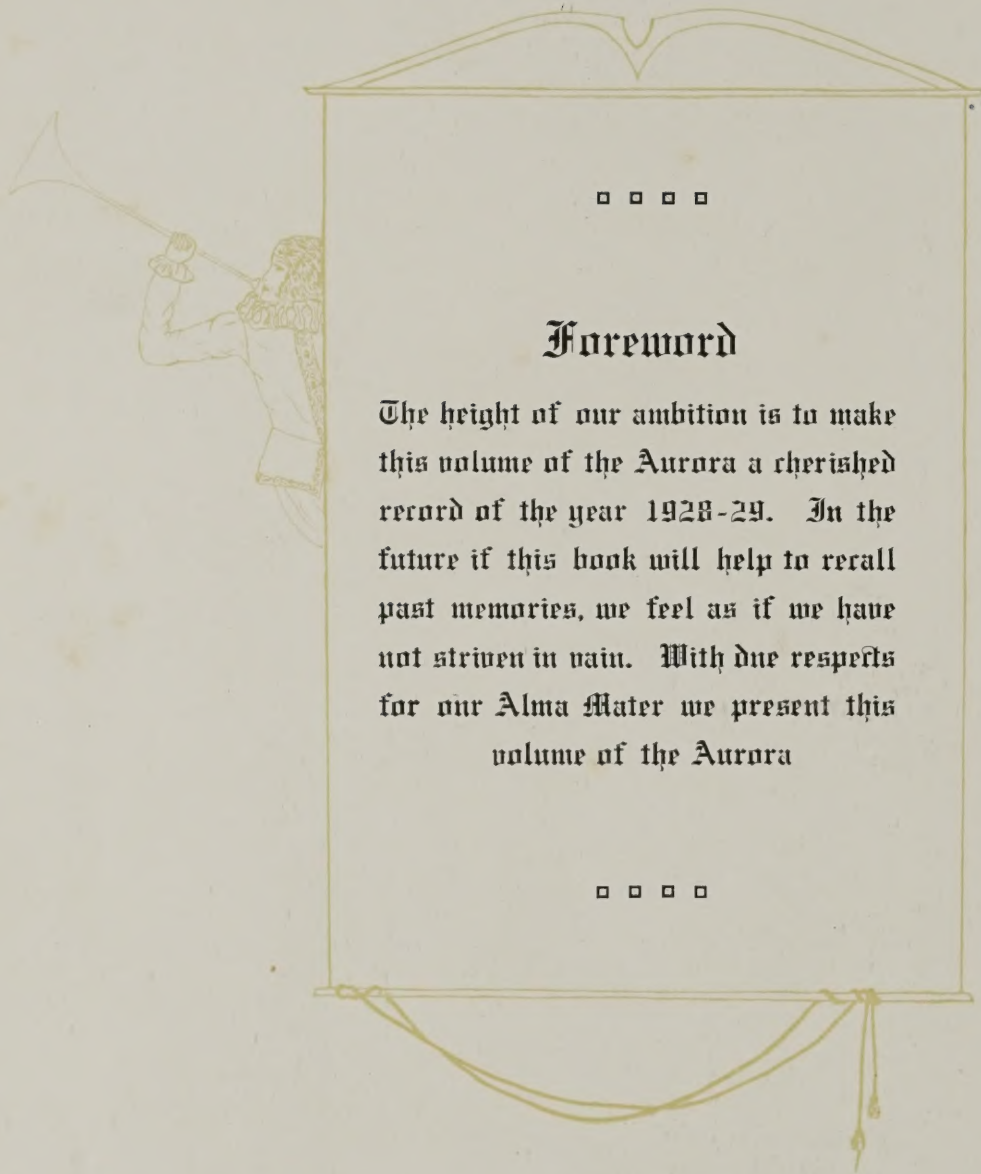 Foreword
The height of our ambition is to make
this volume of the Aurora a cherished
record of the year 1928-29. In the
future if this book will help to recall
past memories, we feel as if we have
not striven in vain. With due respects
for our Alma Mater we present this
volume of the Aurora